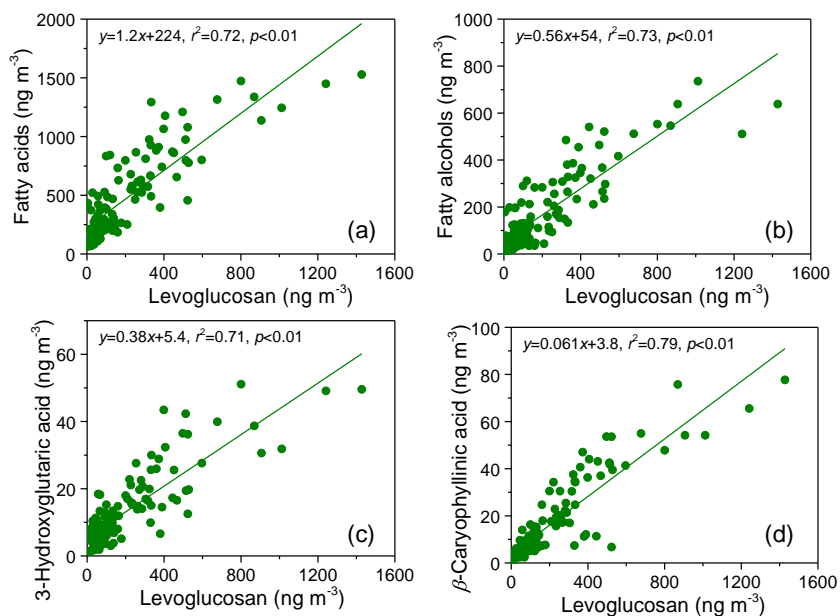 y=1.2x+224, r²=0.72, p<0.01
2000
1500
1000
500
0
Fatty acids (ng m⁻³)
(a)
0 400 800 1200 1600
Levoglucosan (ng m⁻³)
y=0.56x+54, r²=0.73, p<0.01
1000
800
600
400
200
0
Fatty alcohols (ng m⁻³)
(b)
0 400 800 1200 1600
Levoglucosan (ng m⁻³)
y=0.38x+5.4, r²=0.71, p<0.01
60
40
20
0
3-Hydroxyglutaric acid (ng m⁻³)
(c)
0 400 800 1200 1600
Levoglucosan (ng m⁻³)
y=0.061x+3.8, r²=0.79, p<0.01
100
80
60
40
20
0
β-Caryophyllinic acid (ng m⁻³)
(d)
0 400 800 1200 1600
Levoglucosan (ng m⁻³)